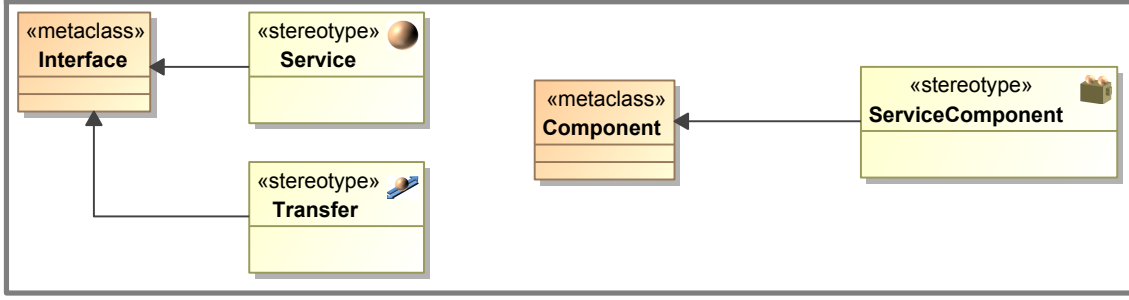 «metaclass»
Interface
«stereotype»
Service
«metaclass»
Component
«stereotype»
ServiceComponent
«stereotype»
Transfer